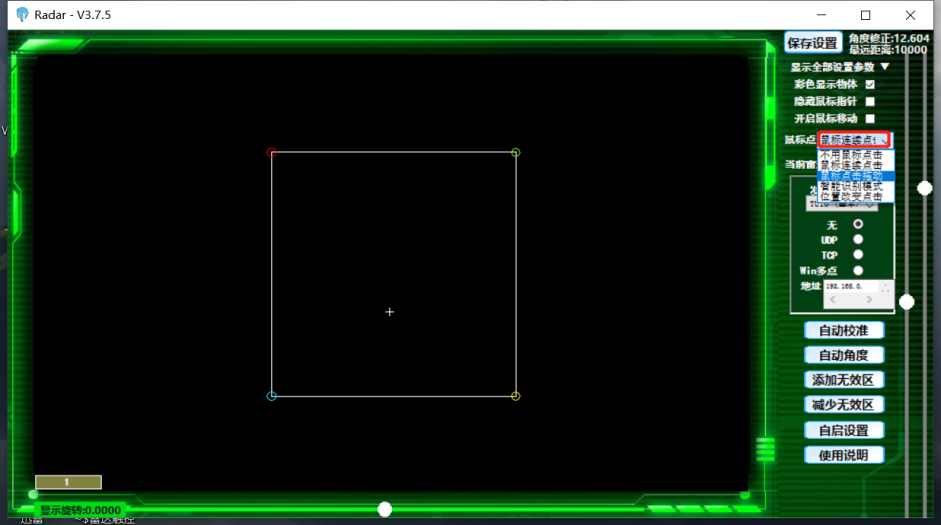 Radar - V3.7.5
保存设置
角度修正:12.604
最远距离:10000
显示全部设置参数 ▼
彩色显示物体
隐藏鼠标指针
开启鼠标移动
鼠标点
鼠标连续点
不用鼠标点击
鼠标连续点击
当前窗
鼠标点击拖动
智能识别模式
位置改变点击
无
UDP
TCP
Win多点
地址
192.168.0.
自动校准
自动角度
添加无效区
减少无效区
自启设置
使用说明
1
显示旋转:0.0000